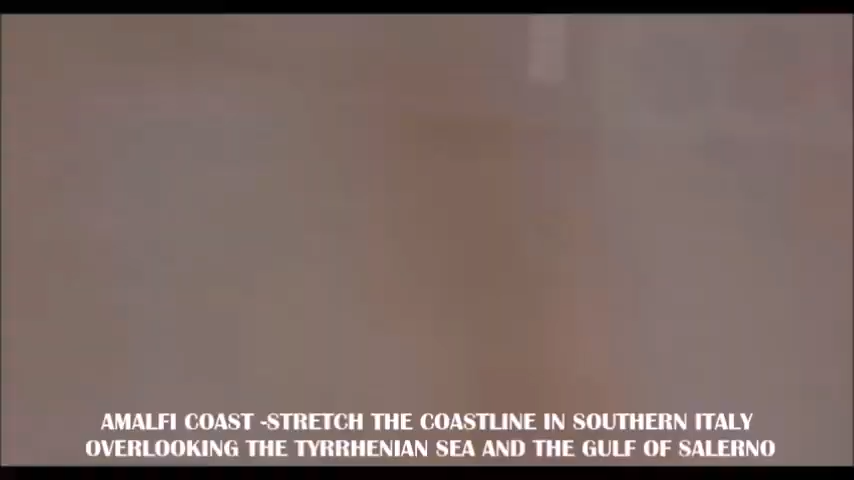 AMALFI COAST -STRETCH THE COASTLINE IN SOUTHERN ITALY
OVERLOOKING THE TYRRHENIAN SEA AND THE GULF OF SALERNO